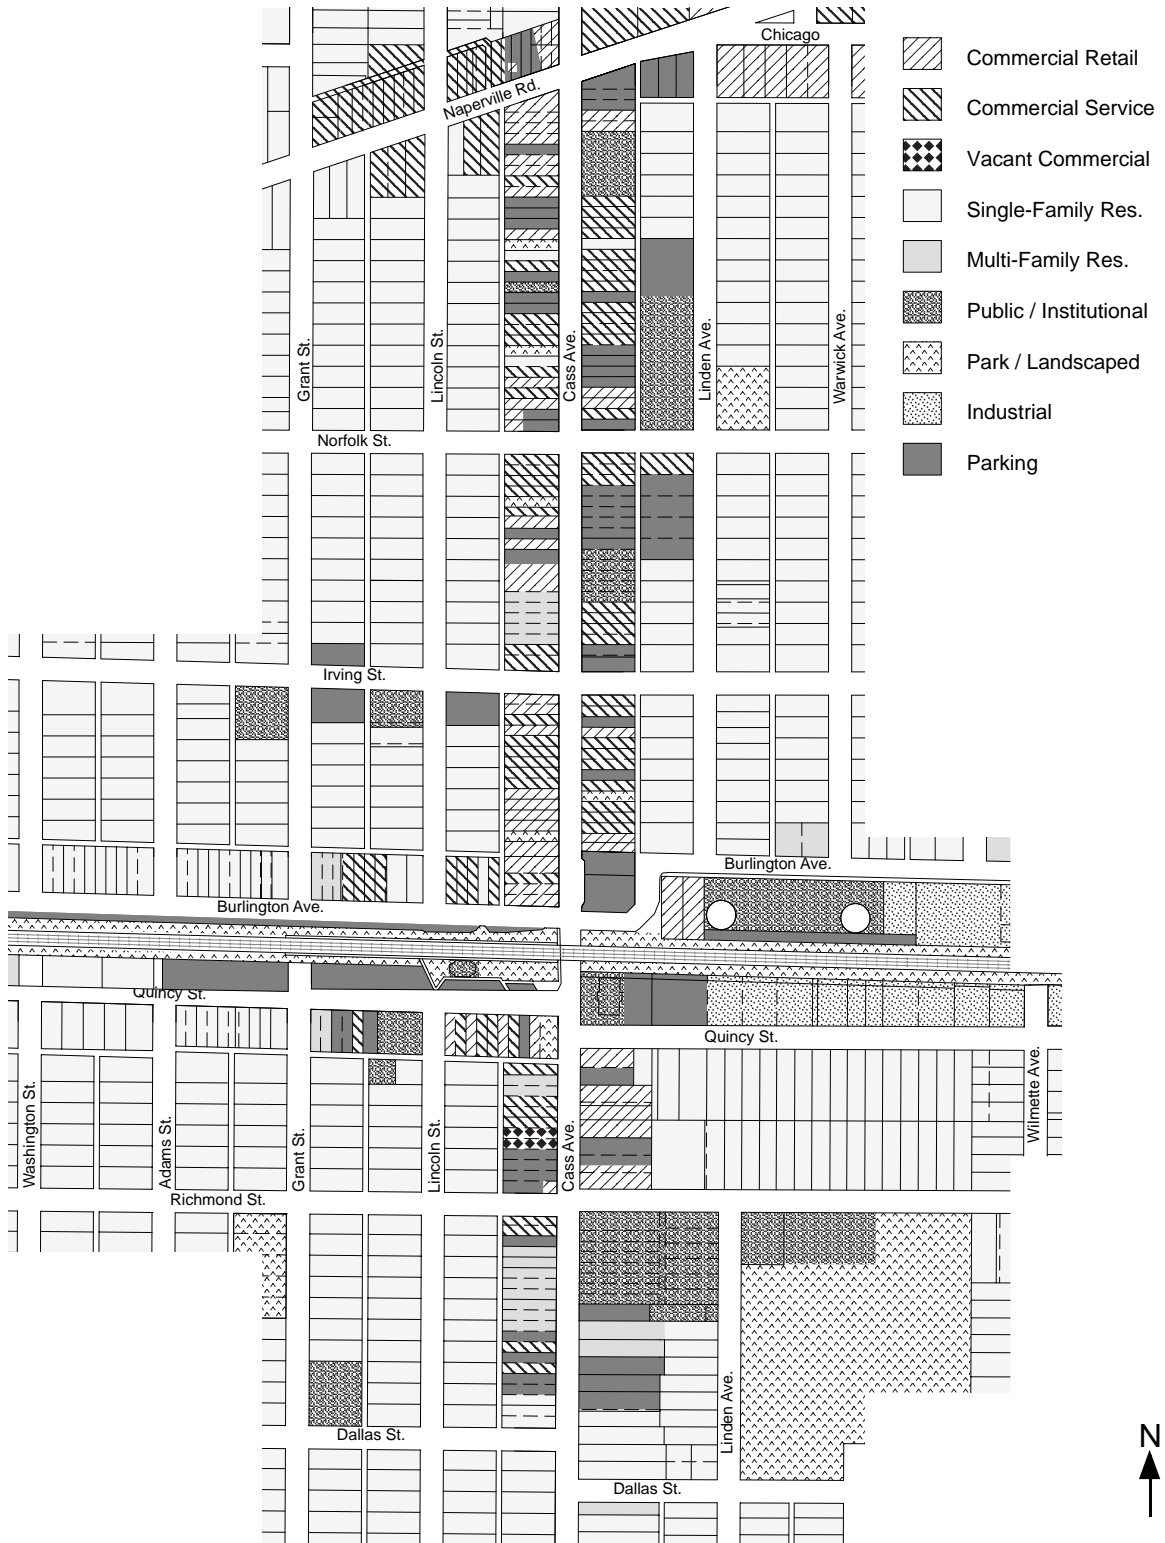 Chicago
Naperville Rd.
Commercial Retail
Commercial Service
Vacant Commercial
Single-Family Res.
Multi-Family Res.
Public / Institutional
Park / Landscaped
Industrial
Parking
Grant St.
Lincoln St.
Cass Ave.
Linden Ave.
Warwick Ave.
Norfolk St.
Irving St.
Burlington Ave.
Burlington Ave.
Quincy St.
Quincy St.
Washington St.
Adams St.
Grant St.
Lincoln St.
Cass Ave.
Wilmette Ave.
Richmond St.
Linden Ave.
Dallas St.
Dallas St.
N